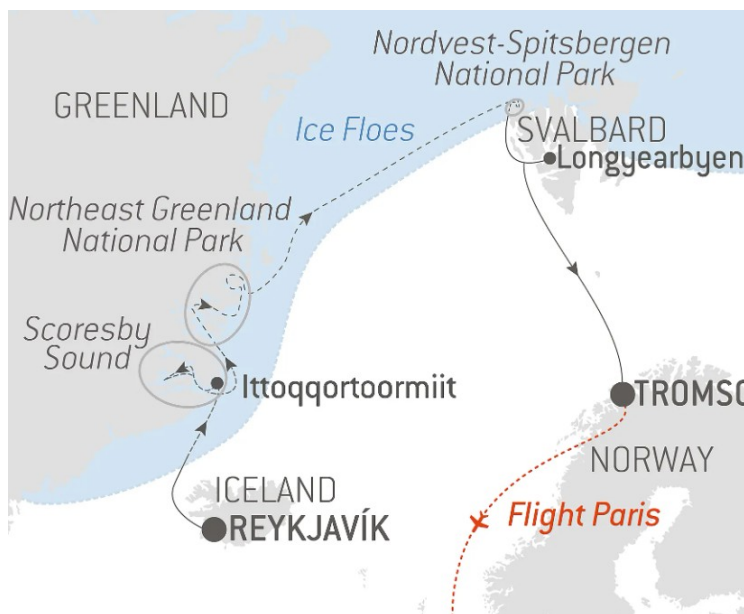 Nordvest-Spitsbergen
National Park
GREENLAND
Ice Floes
SVALBARD
Longyearbyen
Northeast Greenland
National Park
Scoresby
Sound
Ittoqqortoormiit
TROMSO
NORWAY
ICELAND
REYKJAVÍK
Flight Paris